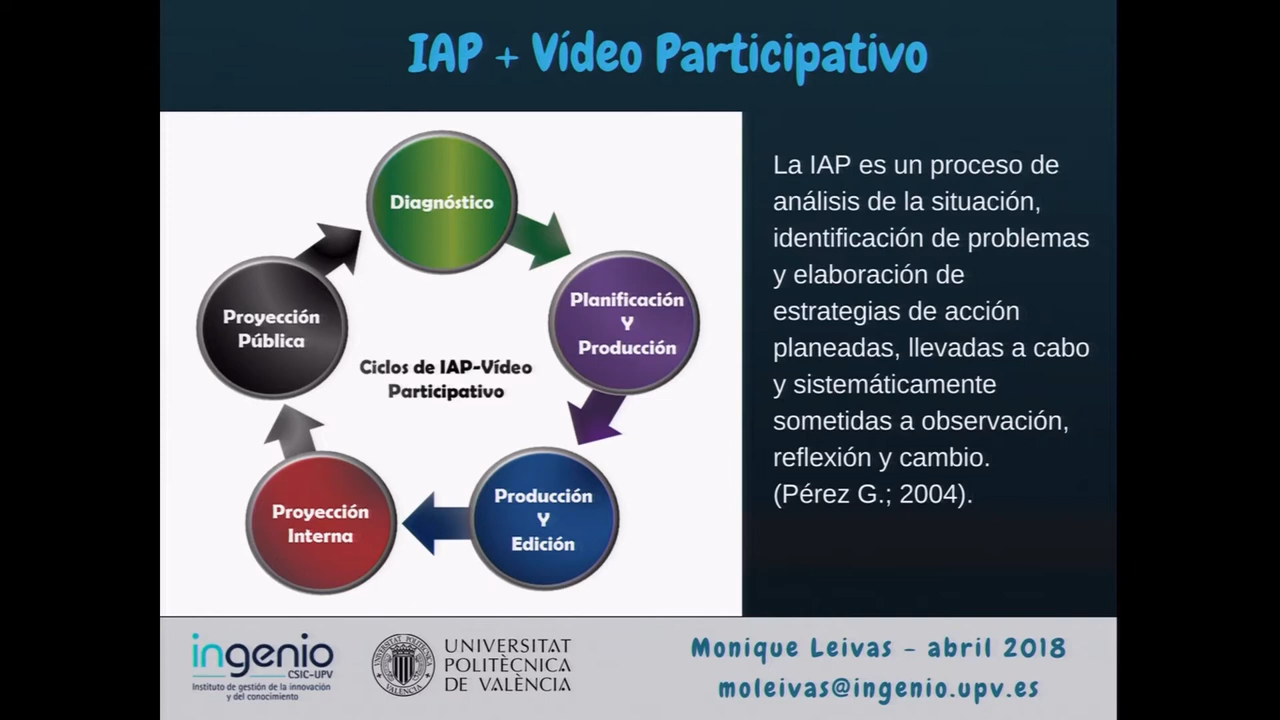 IAP + Vídeo Participativo
Diagnóstico
Planificación
Y
Producción
Producción
Y
Edición
Proyección
Interna
Proyección
Pública
Ciclos de IAP-Vídeo
Participativo
La IAP es un proceso de
análisis de la situación,
identificación de problemas
y elaboración de
estrategias de acción
planeadas, llevadas a cabo
y sistemáticamente
sometidas a observación,
reflexión y cambio.
(Pérez G.; 2004).
ingenio
CSIC-UPV
Instituto de gestión de la innovación
y del conocimiento
UNIVERSITAT
POLITÈCNICA
DE VALÈNCIA
Monique Leivas - abril 2018
moleivas@ingenio.upv.es